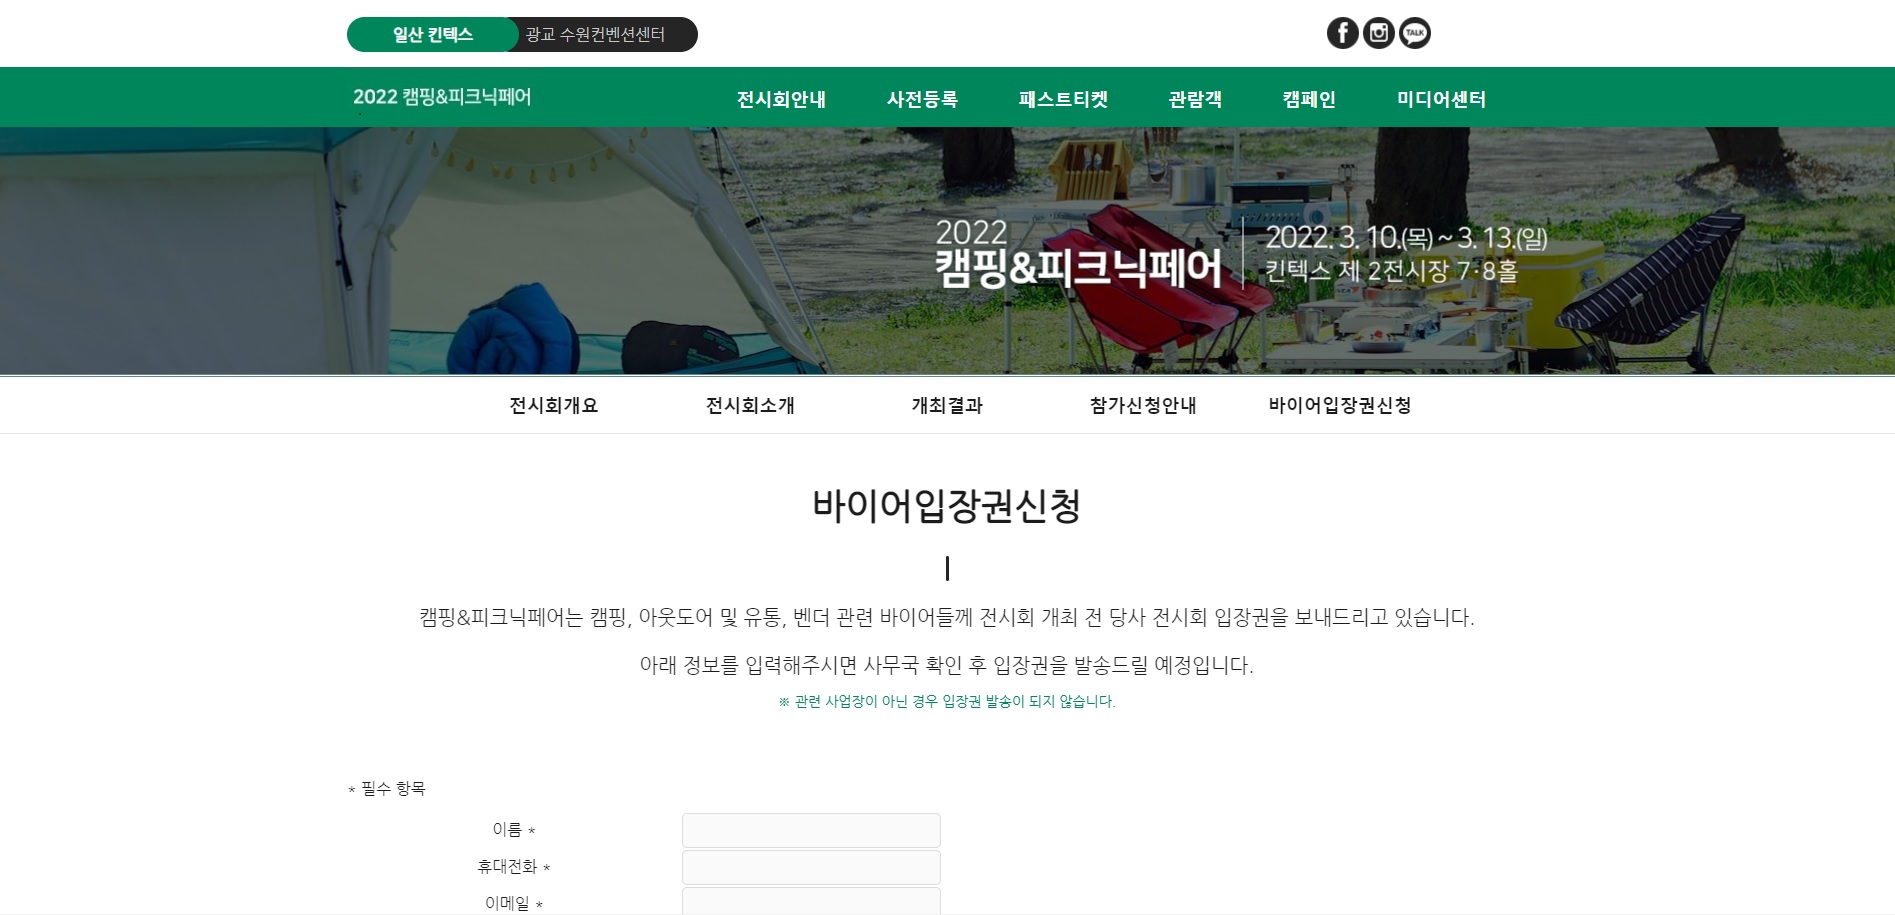 일산 킨텍스 광교 수원컨벤션센터
TALK
2022 캠핑&피크닉페어 전시회안내 사전등록 패스트티켓 관람객 캠페인 미디어센터
2022
캠핑&피크닉페어
2022. 3. 10.(목) ~ 3. 13.(일)
킨텍스 제 2전시장 7·8홀
전시회개요 전시회소개 개최결과 참가신청안내 바이어입장권신청
바이어입장권신청
캠핑&피크닉페어는 캠핑, 아웃도어 및 유통, 벤더 관련 바이어들께 전시회 개최 전 당사 전시회 입장권을 보내드리고 있습니다.
아래 정보를 입력해주시면 사무국 확인 후 입장권을 발송드릴 예정입니다.
※ 관련 사업장이 아닌 경우 입장권 발송이 되지 않습니다.
* 필수 항목
이름 *
휴대전화 *
이메일 *